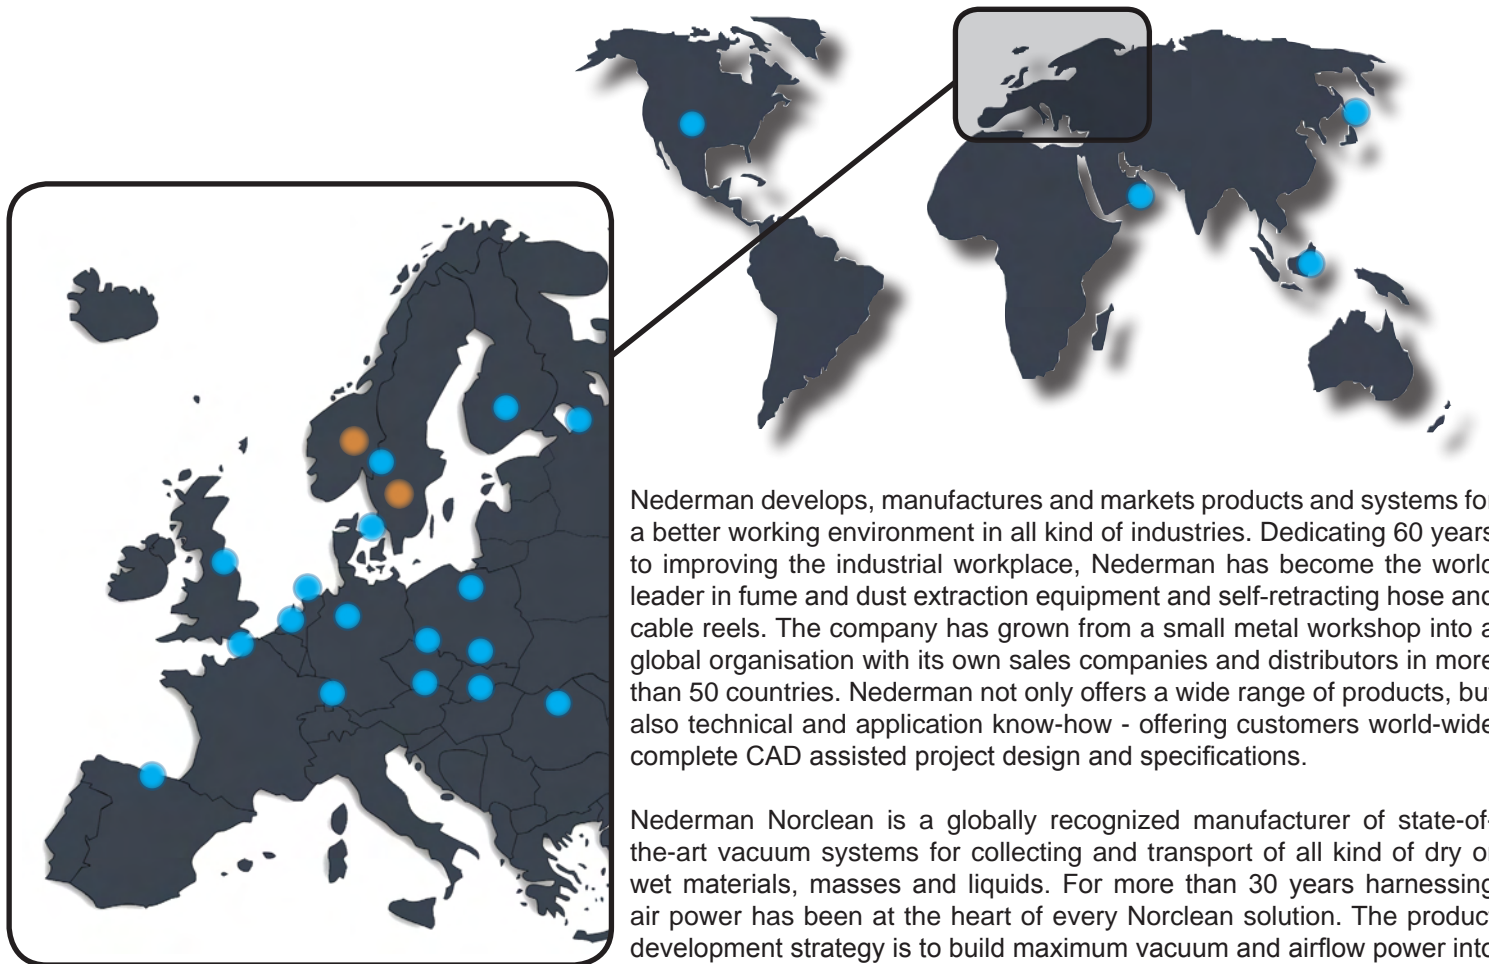 Nederman develops, manufactures and markets products and systems for
a better working environment in all kind of industries. Dedicating 60 years
to improving the industrial workplace, Nederman has become the world
leader in fume and dust extraction equipment and self-retracting hose and
cable reels. The company has grown from a small metal workshop into a
global organisation with its own sales companies and distributors in more
than 50 countries. Nederman not only offers a wide range of products, but
also technical and application know-how - offering customers world-wide
complete CAD assisted project design and specifications.
Nederman Norclean is a globally recognized manufacturer of state-of-
the-art vacuum systems for collecting and transport of all kind of dry or
wet materials, masses and liquids. For more than 30 years harnessing
air power has been at the heart of every Norclean solution. The product
development strategy is to build maximum vacuum and airflow power into